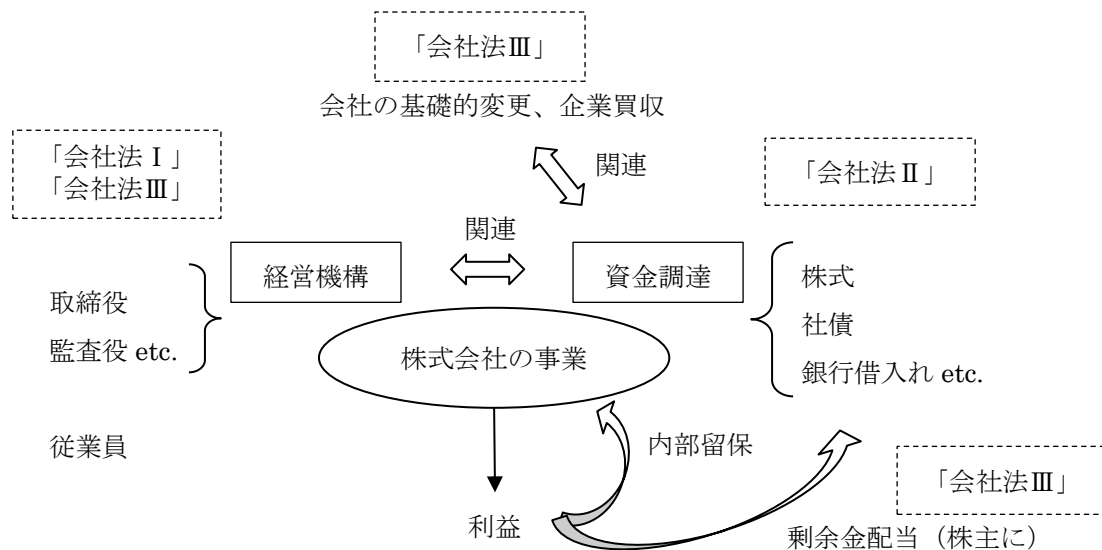 「会社法Ⅲ」
会社の基礎的変更、企業買収
「会社法Ⅰ」
「会社法Ⅲ」
関連
「会社法Ⅱ」
関連
経営機構
資金調達
取締役
監査役 etc.
株式会社の事業
株式
社債
銀行借入れ etc.
従業員
内部留保
「会社法Ⅲ」
利益
剰余金配当（株主に）